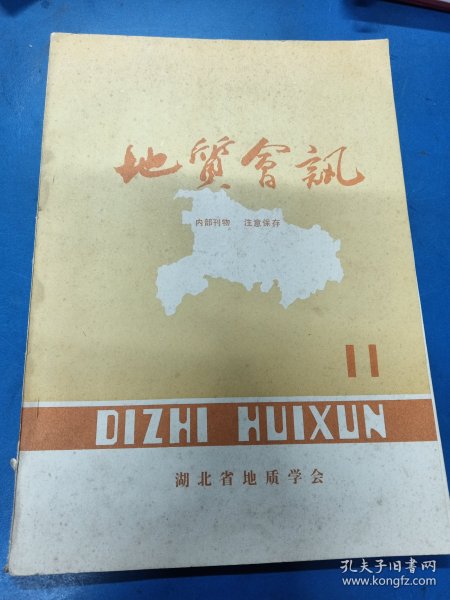 地質會訊
内部刊物 注意保存
11
DIZHI HUIXUN
湖北省地质学会
孔夫子旧书网
www.kongfz.com